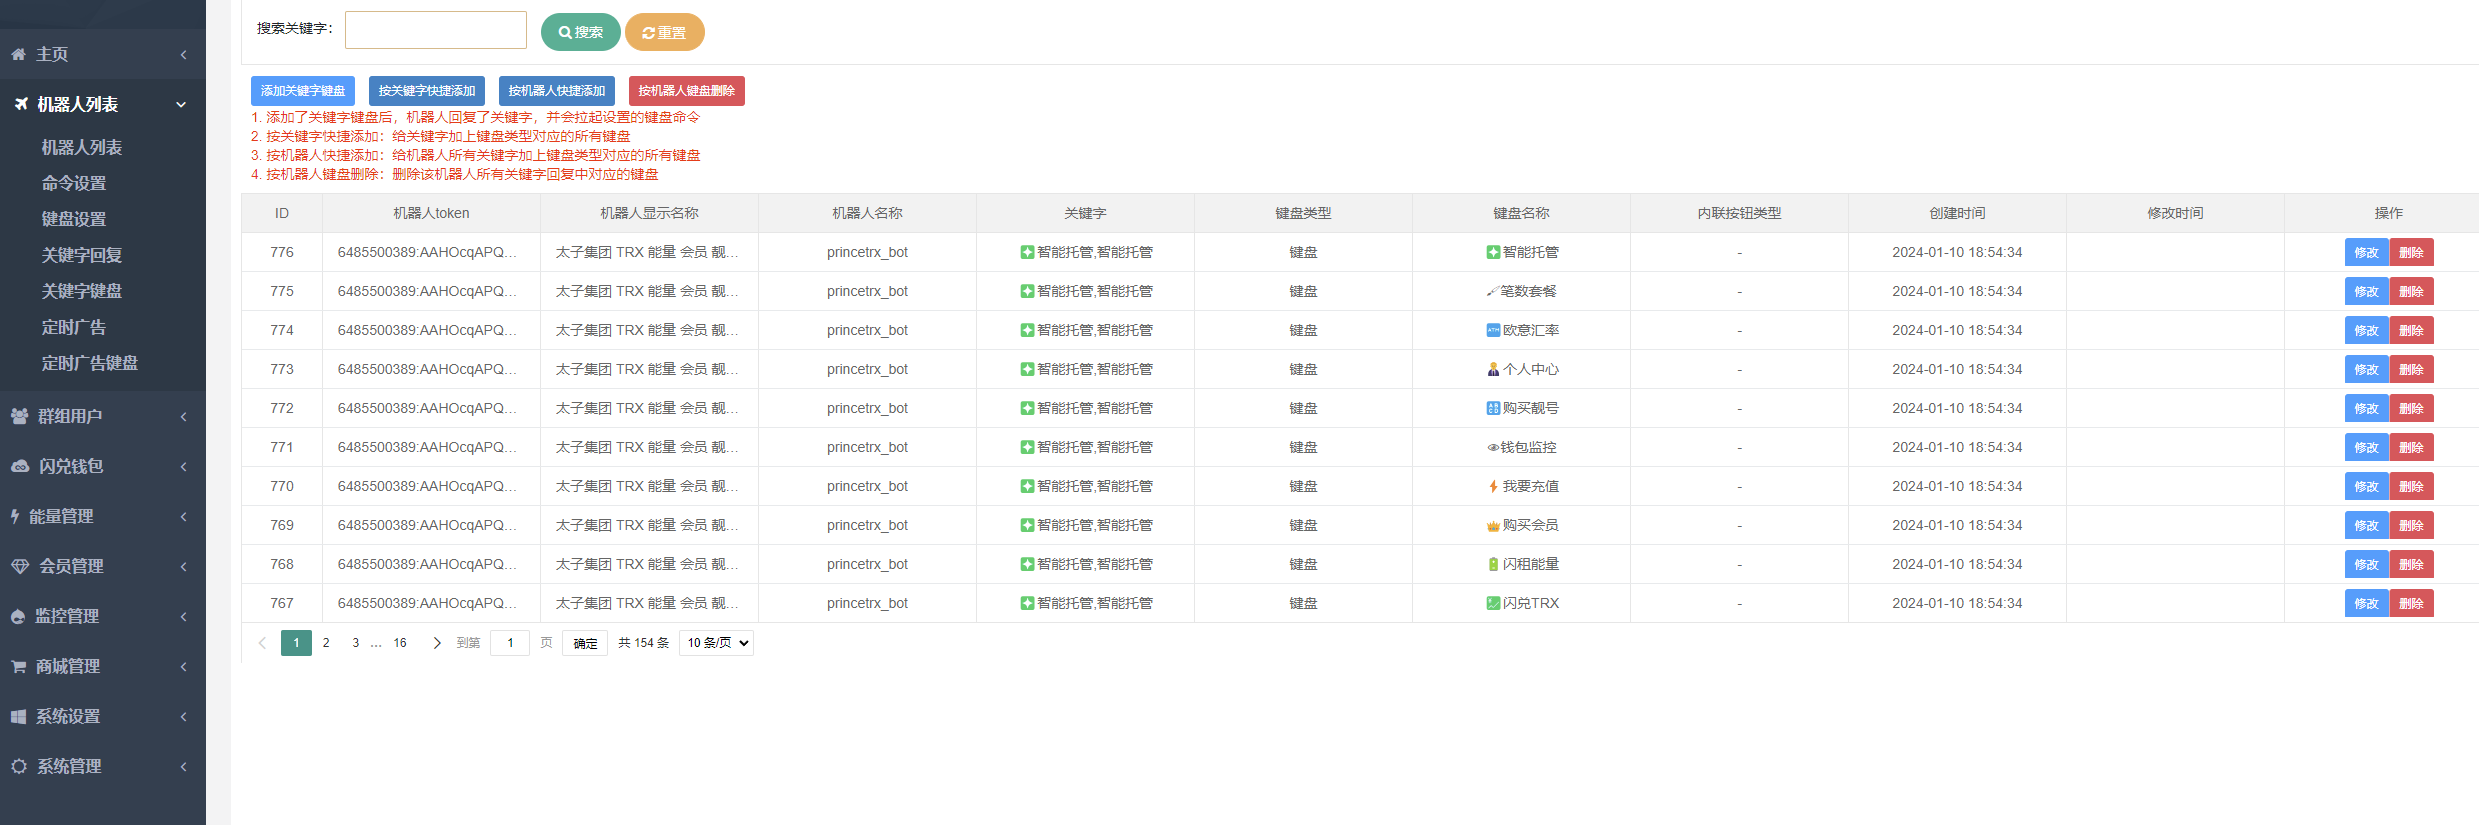 搜索关键字：
搜索
重置
主页
机器人列表
机器人列表
命令设置
键盘设置
关键字回复
关键字键盘
定时广告
定时广告键盘
群组用户
闪兑钱包
能量管理
会员管理
监控管理
商城管理
系统设置
系统管理
添加关键字键盘 按关键字快捷添加 按机器人快捷添加 按机器人键盘删除
1. 添加了关键字键盘后，机器人回复了关键字，并会拉起设置的键盘命令
2. 按关键字快捷添加：给关键字加上键盘类型对应的所有键盘
3. 按机器人快捷添加：给机器人所有关键字加上键盘类型对应的所有键盘
4. 按机器人键盘删除：删除该机器人所有关键字回复中对应的键盘
ID 机器人token 机器人显示名称 机器人名称 关键字 键盘类型 键盘名称 内联按钮类型 创建时间 修改时间 操作
776 6485500389:AAHOcqAPQ... 太子集团 TRX 能量 会员 靓... princetrx_bot 智能托管,智能托管 键盘 智能托管 - 2024-01-10 18:54:34 修改 删除
775 6485500389:AAHOcqAPQ... 太子集团 TRX 能量 会员 靓... princetrx_bot 智能托管,智能托管 键盘 笔数套餐 - 2024-01-10 18:54:34 修改 删除
774 6485500389:AAHOcqAPQ... 太子集团 TRX 能量 会员 靓... princetrx_bot 智能托管,智能托管 键盘 欧意汇率 - 2024-01-10 18:54:34 修改 删除
773 6485500389:AAHOcqAPQ... 太子集团 TRX 能量 会员 靓... princetrx_bot 智能托管,智能托管 键盘 个人中心 - 2024-01-10 18:54:34 修改 删除
772 6485500389:AAHOcqAPQ... 太子集团 TRX 能量 会员 靓... princetrx_bot 智能托管,智能托管 键盘 购买靓号 - 2024-01-10 18:54:34 修改 删除
771 6485500389:AAHOcqAPQ... 太子集团 TRX 能量 会员 靓... princetrx_bot 智能托管,智能托管 键盘 钱包监控 - 2024-01-10 18:54:34 修改 删除
770 6485500389:AAHOcqAPQ... 太子集团 TRX 能量 会员 靓... princetrx_bot 智能托管,智能托管 键盘 我要充值 - 2024-01-10 18:54:34 修改 删除
769 6485500389:AAHOcqAPQ... 太子集团 TRX 能量 会员 靓... princetrx_bot 智能托管,智能托管 键盘 购买会员 - 2024-01-10 18:54:34 修改 删除
768 6485500389:AAHOcqAPQ... 太子集团 TRX 能量 会员 靓... princetrx_bot 智能托管,智能托管 键盘 闪租能量 - 2024-01-10 18:54:34 修改 删除
767 6485500389:AAHOcqAPQ... 太子集团 TRX 能量 会员 靓... princetrx_bot 智能托管,智能托管 键盘 闪兑TRX - 2024-01-10 18:54:34 修改 删除
1 2 3 ... 16 到第 1 页 确定 共 154 条 10 条/页